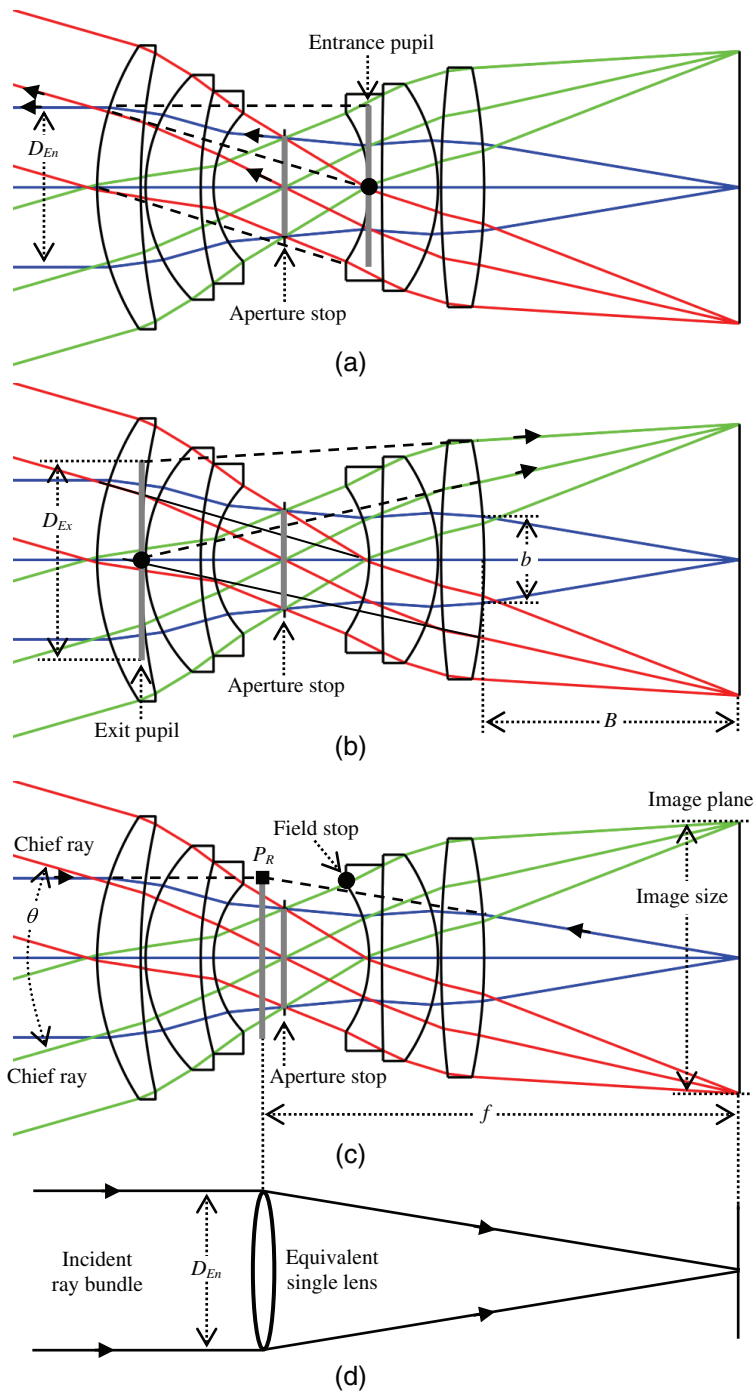 Entrance pupil
D_En
Aperture stop
(a)
D_Ex
b
Aperture stop
Exit pupil
B
(b)
Image plane
Field stop
Chief ray
P_R
θ
Image size
Chief ray
Aperture stop
f
(c)
Incident
ray bundle
D_En
Equivalent
single lens
(d)